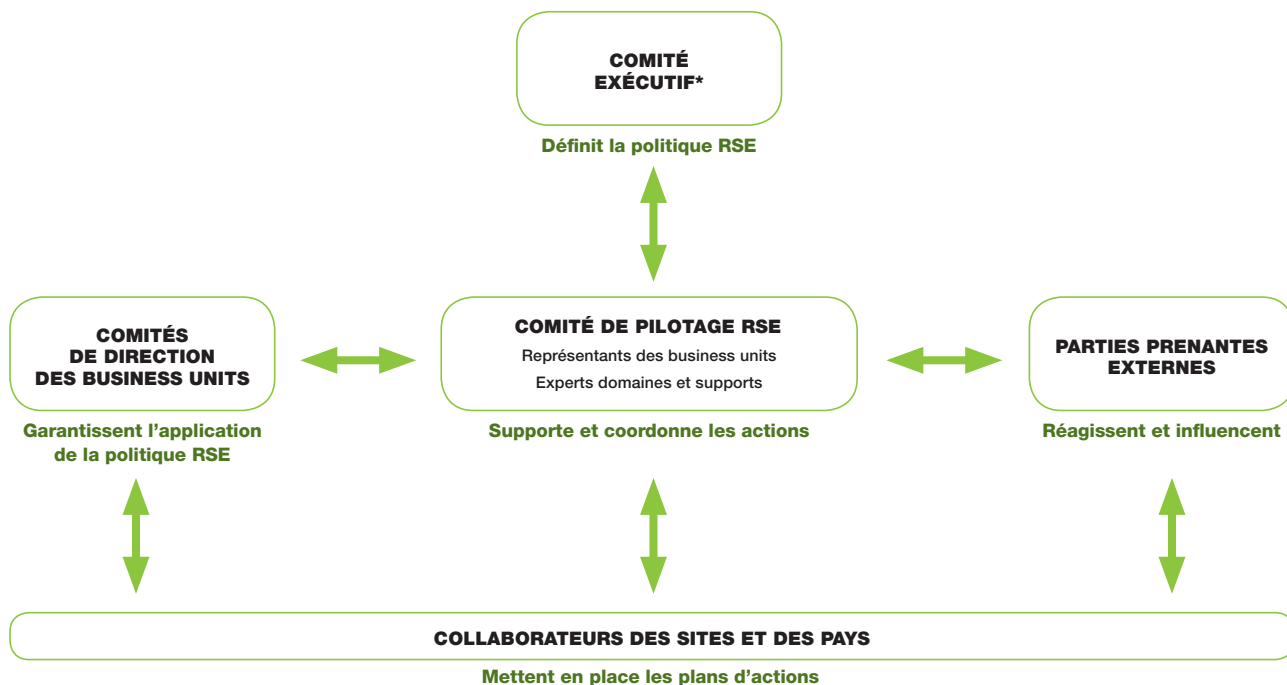 COMITÉ
EXÉCUTIF*
Définit la politique RSE
COMITÉS
DE DIRECTION
DES BUSINESS UNITS
Garantissent l’application
de la politique RSE
COMITÉ DE PILOTAGE RSE
Représentants des business units
Experts domaines et supports
Supporte et coordonne les actions
PARTIES PRENANTES
EXTERNES
Réagissent et influencent
COLLABORATEURS DES SITES ET DES PAYS
Mettent en place les plans d’actions